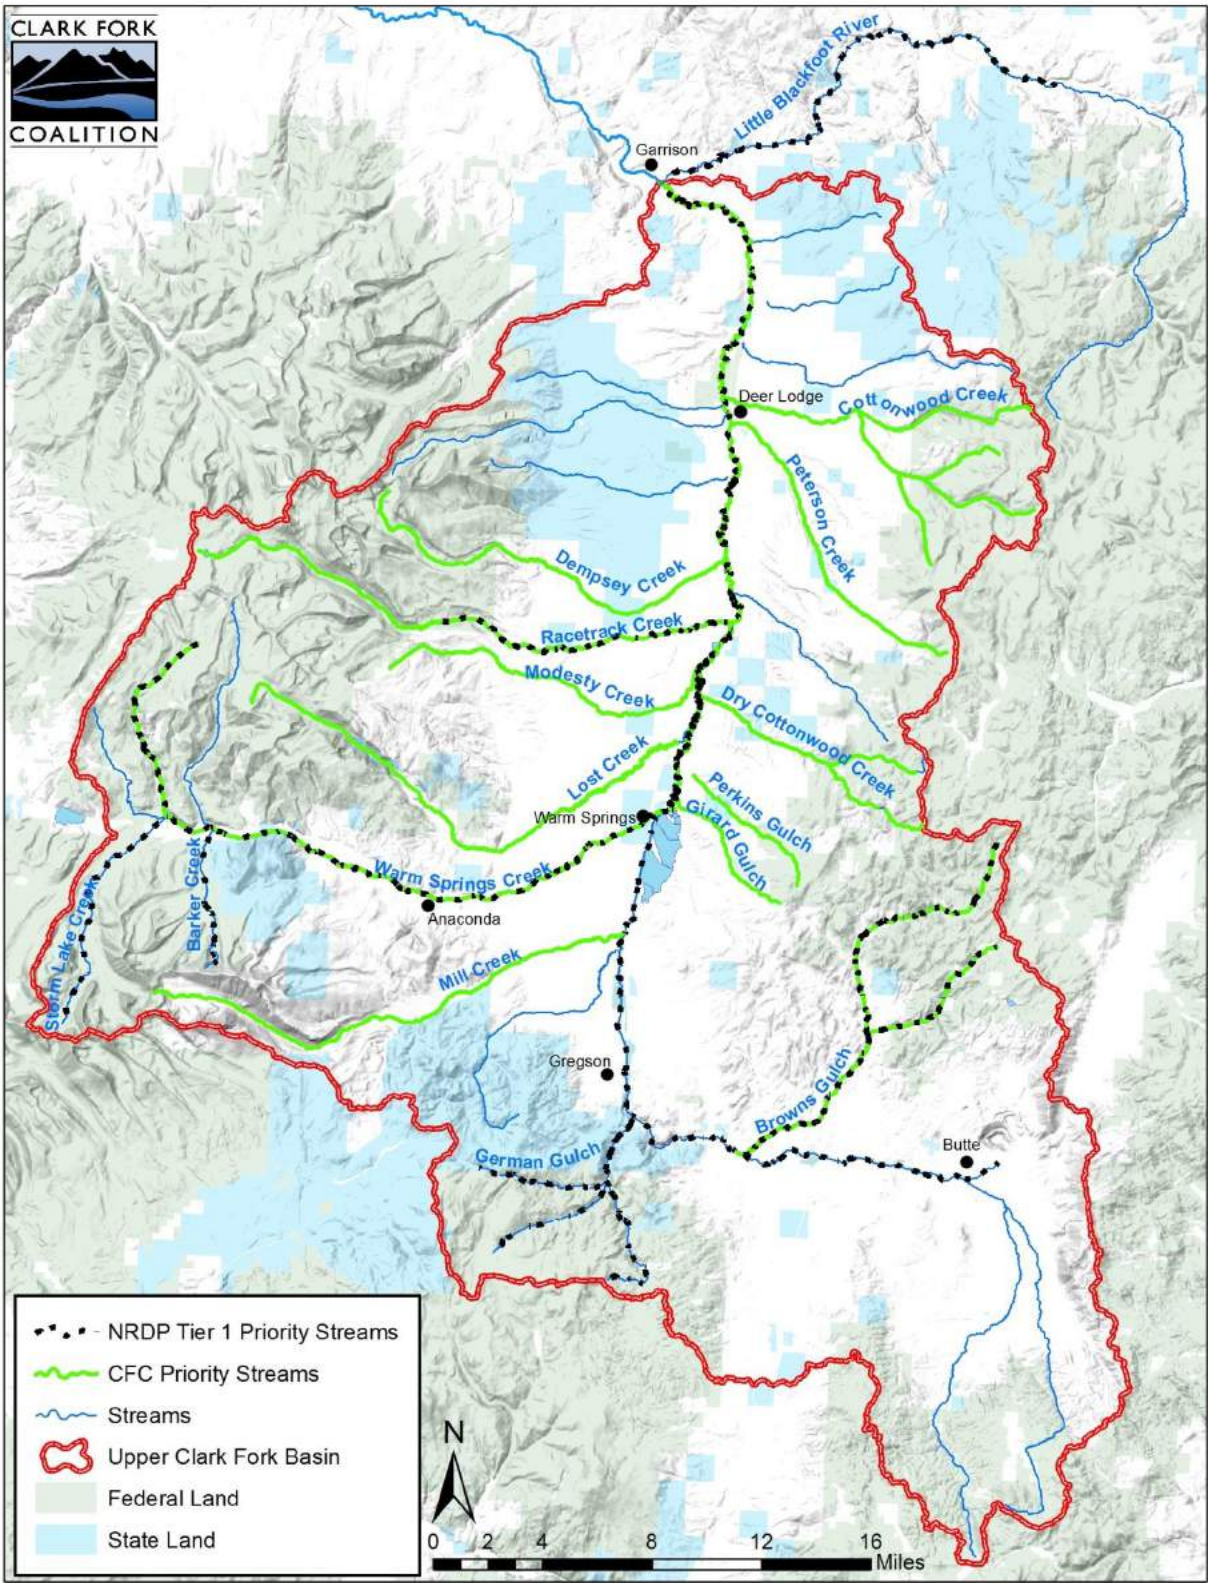 CLARK FORK
COALITION
Little Blackfoot River
Garrison
Deer Lodge
Cottonwood Creek
Peterson Creek
Dempsey Creek
Racetrack Creek
Modesty Creek
Dry Cottonwood Creek
Lost Creek
Perkins Gulch
Girard Gulch
Warm Springs
Warm Springs Creek
Barker Creek
Storm Lake Creek
Anaconda
Mill Creek
Gregson
Browns Gulch
Butte
German Gulch
NRDP Tier 1 Priority Streams
CFC Priority Streams
Streams
Upper Clark Fork Basin
Federal Land
State Land
N
0 2 4 8 12 16
Miles